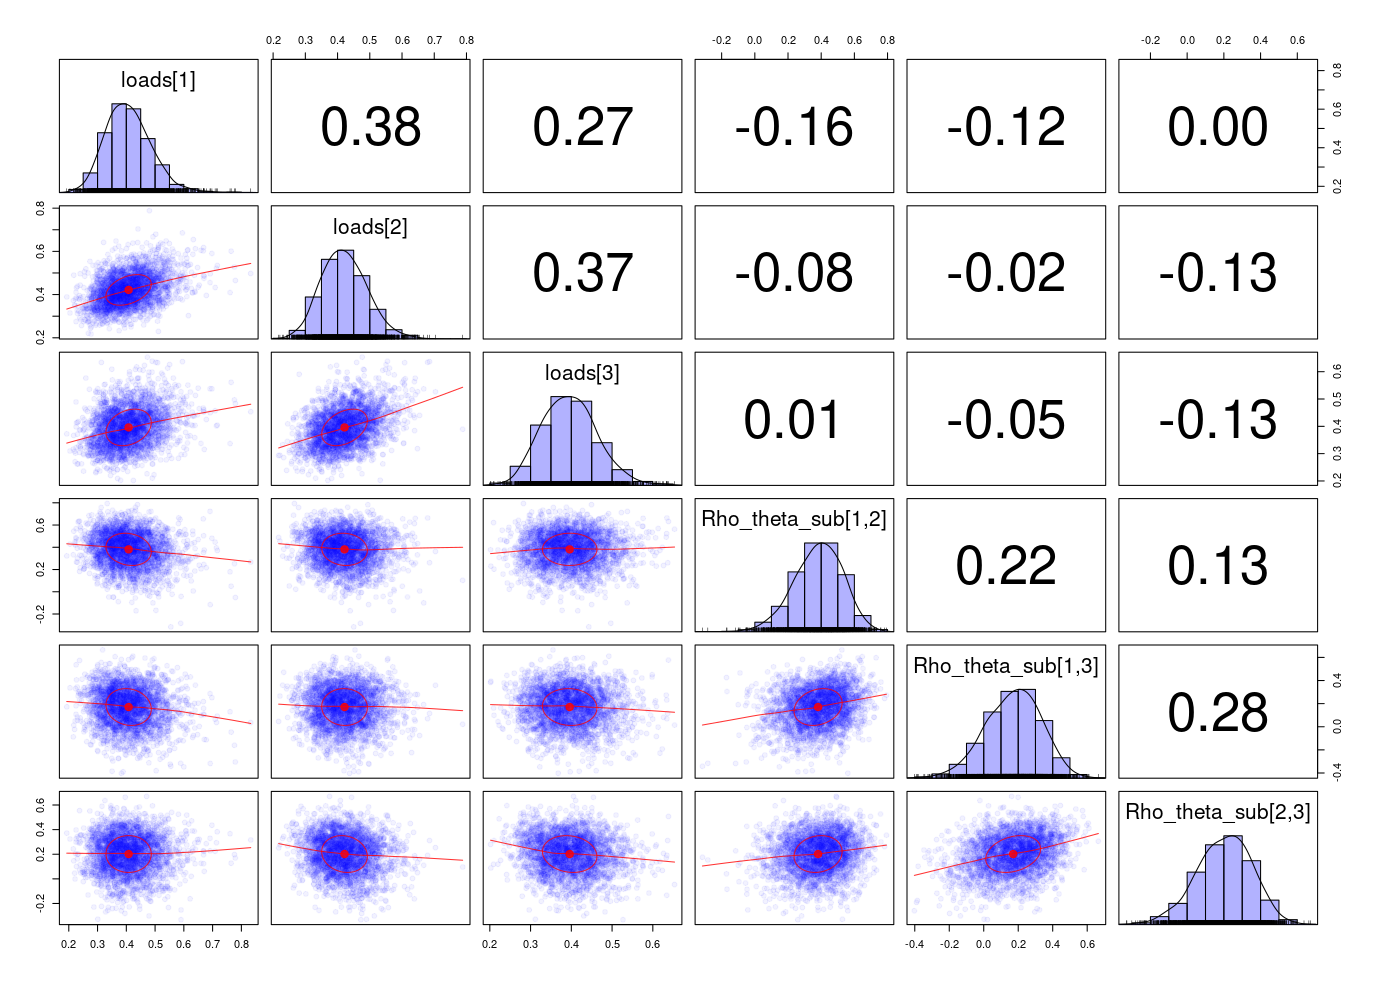 0.2 0.3 0.4 0.5 0.6 0.7 0.8 -0.2 0.0 0.2 0.4 0.6 0.8 -0.2 0.0 0.2 0.4 0.6
loads[1] 0.38 0.27 -0.16 -0.12 0.00
0.2 0.4 0.6 0.8
0.2 0.4 0.6 0.8
loads[2] 0.37 -0.08 -0.02 -0.13
loads[3] 0.01 -0.05 -0.13
0.2 0.3 0.4 0.5 0.6
-0.2 0.2 0.6
Rho_theta_sub[1,2] 0.22 0.13
Rho_theta_sub[1,3] 0.28
-0.4 0.0 0.4
-0.2 0.2 0.4 0.6
Rho_theta_sub[2,3]
0.2 0.3 0.4 0.5 0.6 0.7 0.8 0.2 0.3 0.4 0.5 0.6 -0.4 -0.2 0.0 0.2 0.4 0.6